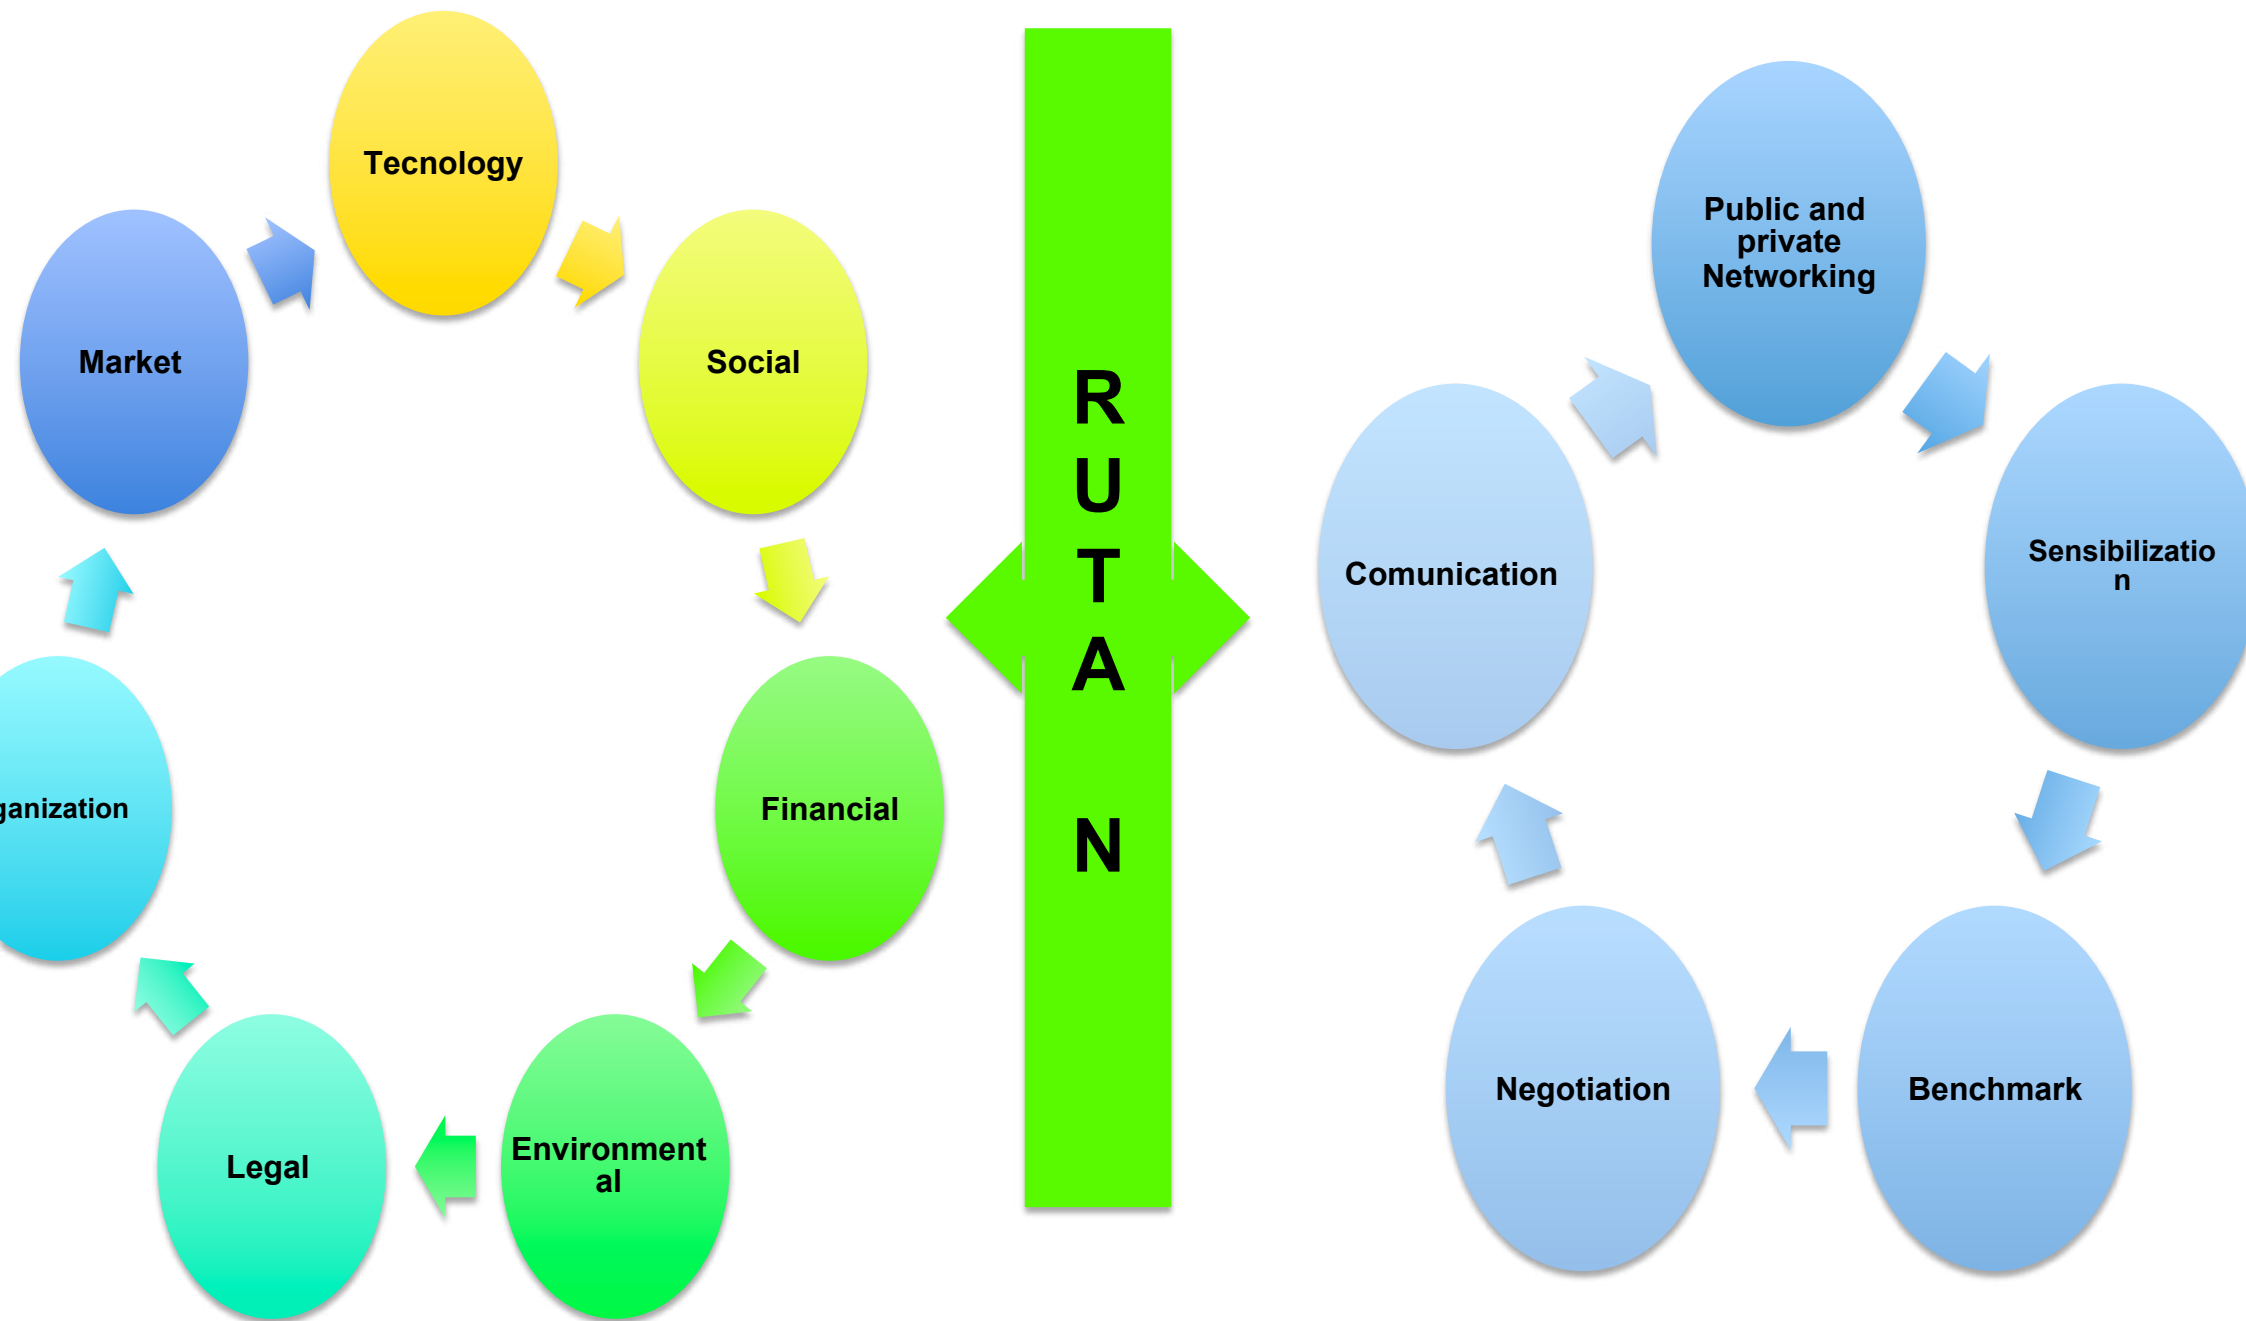 Tecnology
Social
Financial
Environment
al
Legal
ganization
Market
R
U
T
A
N
Public and
private
Networking
Sensibilizatio
n
Benchmark
Negotiation
Comunication